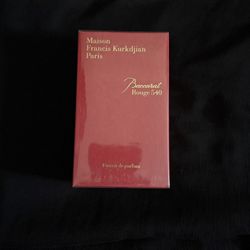 Maison
Francis Kurkdjian
Paris
Baccarat
Rouge 540
Extrait de parfum